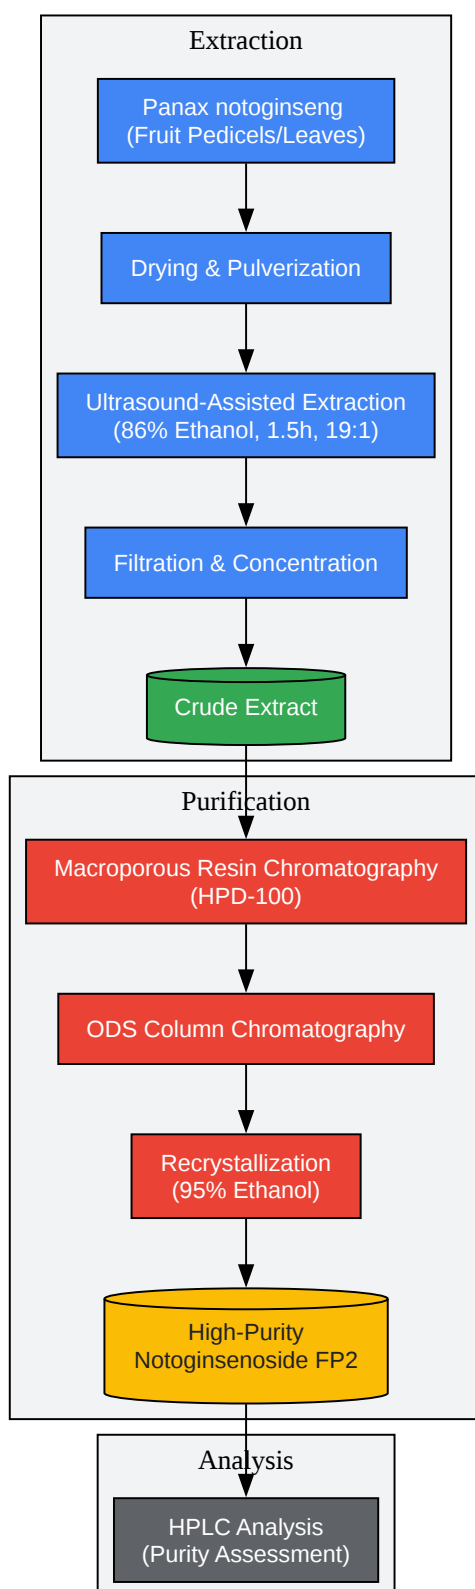 Extraction
Panax notoginseng
(Fruit Pedicels/Leaves)
Drying & Pulverization
Ultrasound-Assisted Extraction
(86% Ethanol, 1.5h, 19:1)
Filtration & Concentration
Crude Extract
Purification
Macroporous Resin Chromatography
(HPD-100)
ODS Column Chromatography
Recrystallization
(95% Ethanol)
High-Purity
Notoginsenoside FP2
Analysis
HPLC Analysis
(Purity Assessment)